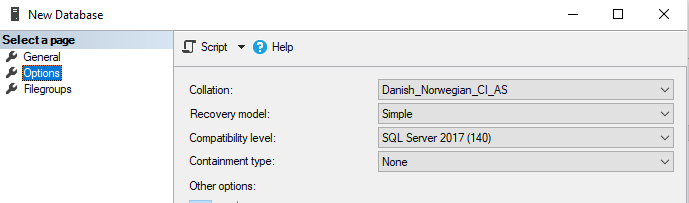 New Database
Select a page
General
Options
Filegroups
Script
Help
Collation: Danish_Norwegian_CI_AS
Recovery model: Simple
Compatibility level: SQL Server 2017 (140)
Containment type: None
Other options: